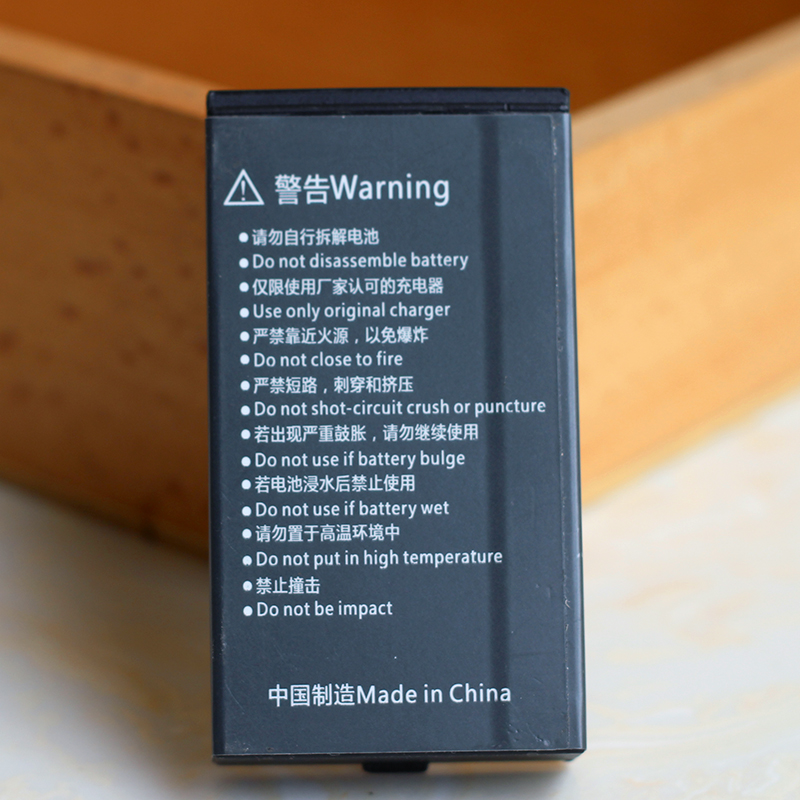 警告Warning
●请勿自行拆解电池
●Do not disassemble battery
●仅限使用厂家认可的充电器
●Use only original charger
●严禁靠近火源，以免爆炸
●Do not close to fire
●严禁短路，刺穿和挤压
●Do not shot-circuit crush or puncture
●若出现严重鼓胀，请勿继续使用
●Do not use if battery bulge
●若电池浸水后禁止使用
●Do not use if battery wet
●请勿置于高温环境中
●Do not put in high temperature
●禁止撞击
●Do not be impact
中国制造Made in China